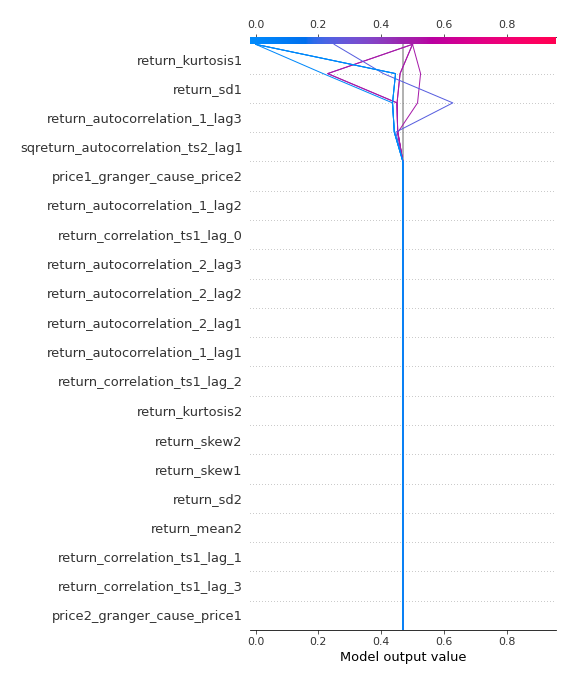 0.0 0.2 0.4 0.6 0.8
return_kurtosis1
return_sd1
return_autocorrelation_1_lag3
sqreturn_autocorrelation_ts2_lag1
price1_granger_cause_price2
return_autocorrelation_1_lag2
return_correlation_ts1_lag_0
return_autocorrelation_2_lag3
return_autocorrelation_2_lag2
return_autocorrelation_2_lag1
return_autocorrelation_1_lag1
return_correlation_ts1_lag_2
return_kurtosis2
return_skew2
return_skew1
return_sd2
return_mean2
return_correlation_ts1_lag_1
return_correlation_ts1_lag_3
price2_granger_cause_price1
0.0 0.2 0.4 0.6 0.8
Model output value